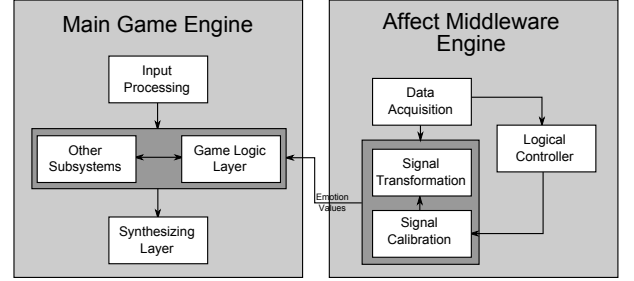 Main Game Engine
Input
Processing
Other
Subsystems
Game Logic
Layer
Synthesizing
Layer
Emotion
Values
Affect Middleware
Engine
Data
Acquisition
Logical
Controller
Signal
Transformation
Signal
Calibration